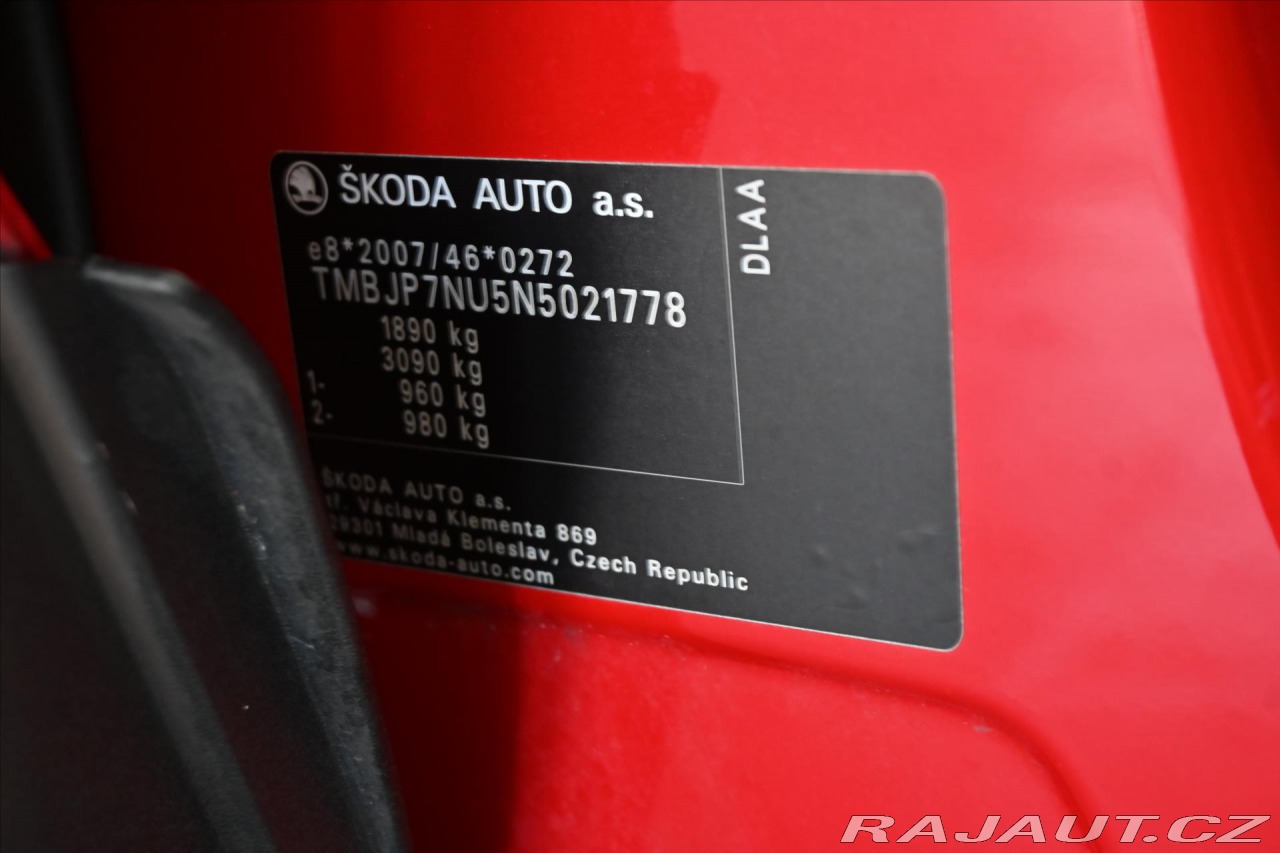 ŠKODA AUTO a.s.
DLAA
e8*2007/46*0272
TMBJP7NU5N5021778
1890 kg
3090 kg
1- 960 kg
2- 980 kg
ŠKODA AUTO a.s.
tř. Václava Klementa 869
29301 Mladá Boleslav, Czech Republic
www.skoda-auto.com
RAJAUT.CZ